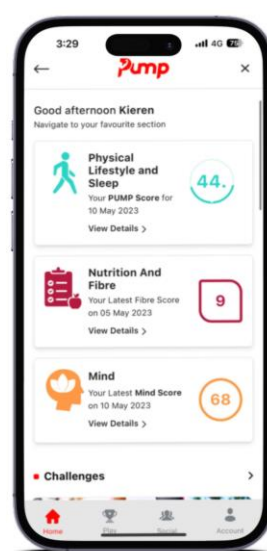 3:29 4G
Pump
Good afternoon Kieren
Navigate to your favourite section
Physical
Lifestyle and
Sleep
Your PUMP Score for
10 May 2023
View Details >
44.
Nutrition And
Fibre
Your Latest Fibre Score
on 05 May 2023
View Details >
9
Mind
Your Latest Mind Score
on 10 May 2023
View Details >
68
Challenges
Home
Play
Social
Account